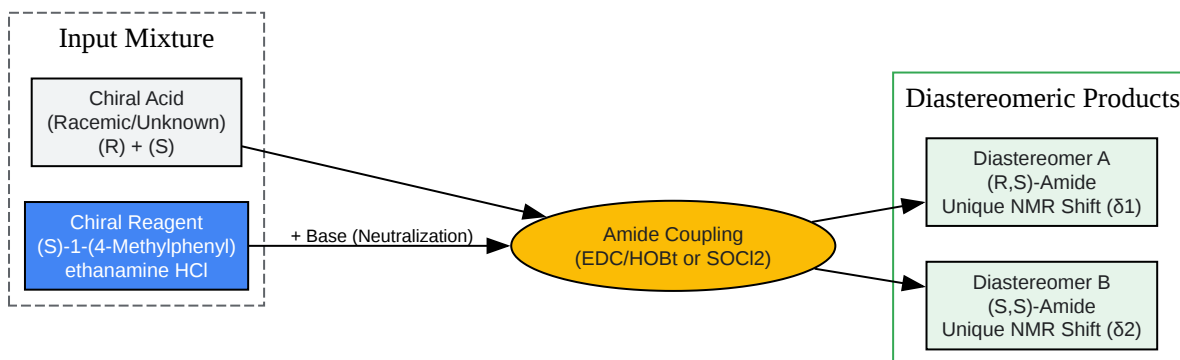 Input Mixture
Chiral Acid
(Racemic/Unknown)
(R) + (S)
Chiral Reagent
(S)-1-(4-Methylphenyl)
ethanamine HCl
+ Base (Neutralization)
Amide Coupling
(EDC/HOBt or SOCl2)
Diastereomeric Products
Diastereomer A
(R,S)-Amide
Unique NMR Shift (δ1)
Diastereomer B
(S,S)-Amide
Unique NMR Shift (δ2)